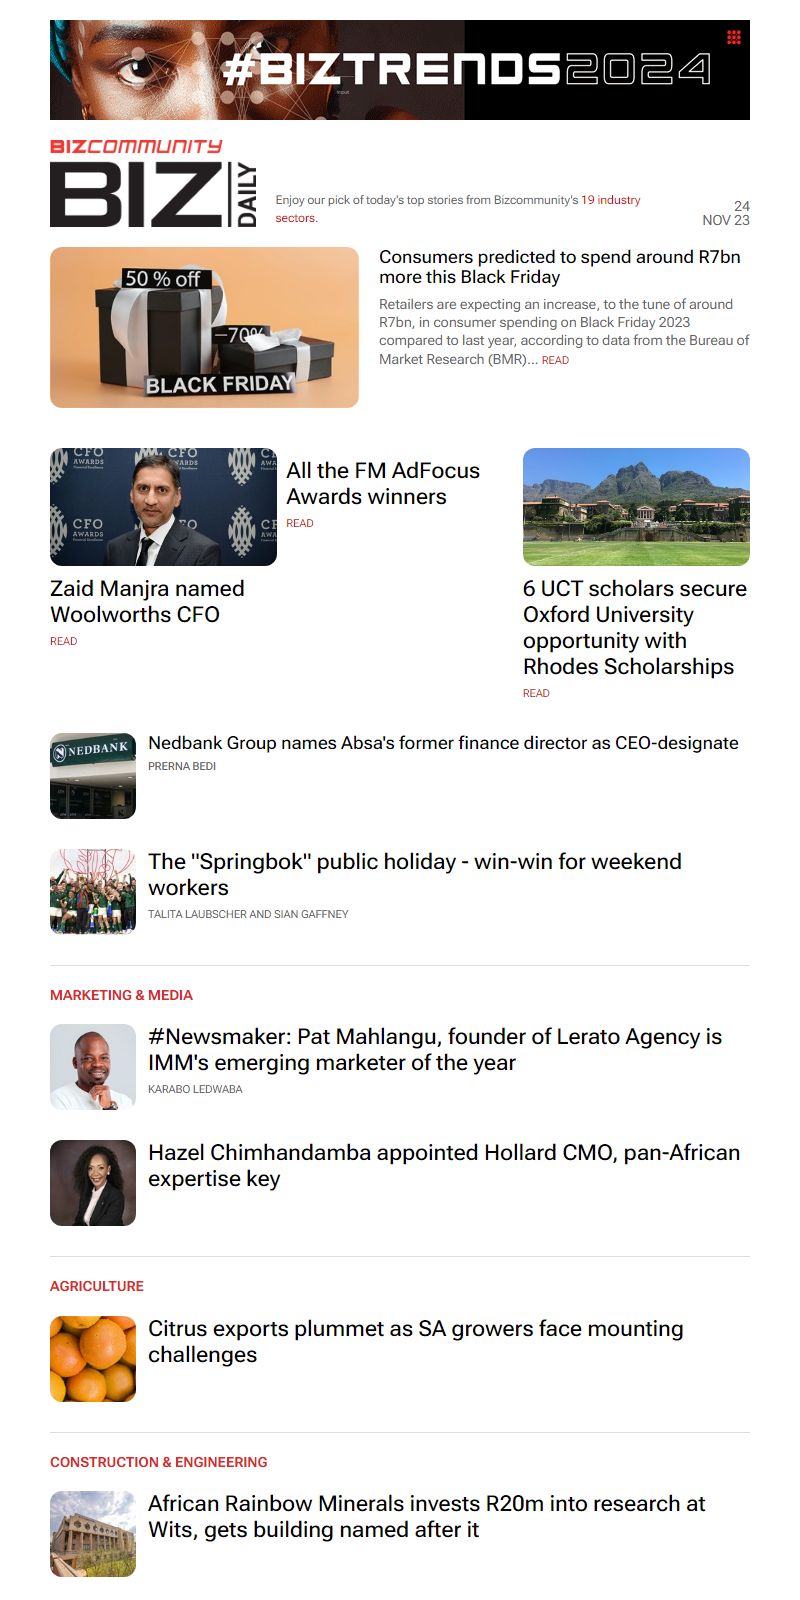 #BIZTRENDS2024
Input
BIZCOMMUNITY
BIZ DAILY
Enjoy our pick of today's top stories from Bizcommunity's 19 industry
sectors.
24
NOV 23
50 % off
–70%
BLACK FRIDAY
Consumers predicted to spend around R7bn
more this Black Friday
Retailers are expecting an increase, to the tune of around
R7bn, in consumer spending on Black Friday 2023
compared to last year, according to data from the Bureau of
Market Research (BMR)... READ
CFO
AWARDS
Zaid Manjra named
Woolworths CFO
READ
All the FM AdFocus
Awards winners
READ
6 UCT scholars secure
Oxford University
opportunity with
Rhodes Scholarships
READ
NEDBANK
Nedbank Group names Absa's former finance director as CEO-designate
PRERNA BEDI
The "Springbok" public holiday - win-win for weekend
workers
TALITA LAUBSCHER AND SIAN GAFFNEY
MARKETING & MEDIA
#Newsmaker: Pat Mahlangu, founder of Lerato Agency is
IMM's emerging marketer of the year
KARABO LEDWABA
Hazel Chimhandamba appointed Hollard CMO, pan-African
expertise key
AGRICULTURE
Citrus exports plummet as SA growers face mounting
challenges
CONSTRUCTION & ENGINEERING
African Rainbow Minerals invests R20m into research at
Wits, gets building named after it